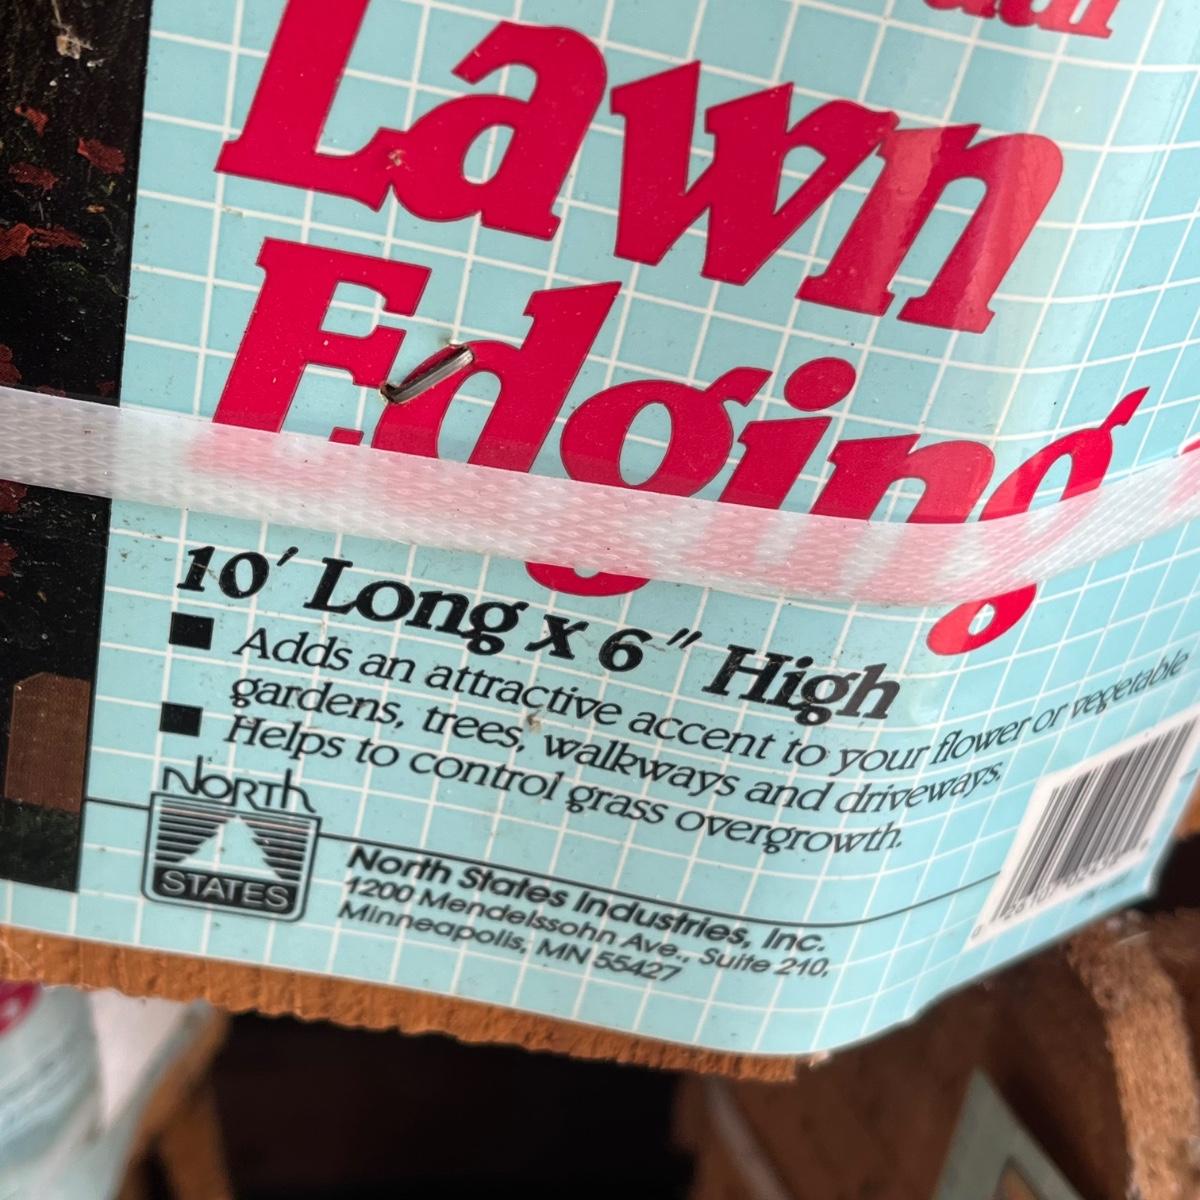 Lawn
Edging
10' Long x 6" High
■ Adds an attractive accent to your flower or vegetable
gardens, trees, walkways and driveways.
■ Helps to control grass overgrowth.
NORTH
STATES
North States Industries, Inc.
1200 Mendelssohn Ave., Suite 210,
Minneapolis, MN 55427